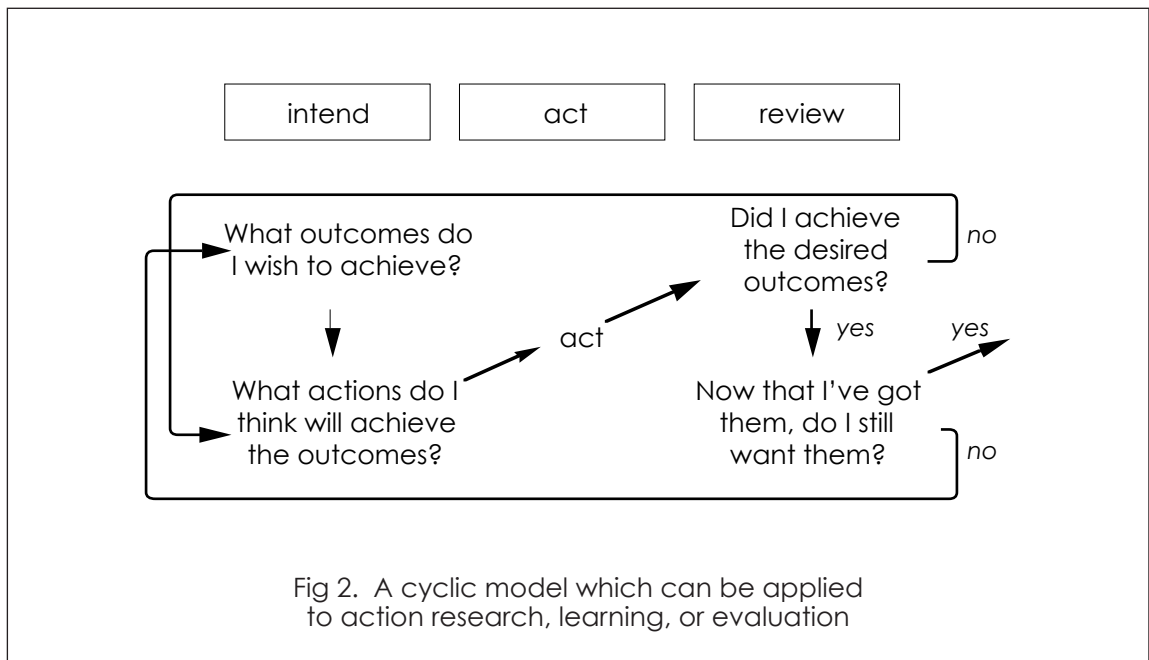 intend
act
review
What outcomes do
I wish to achieve?
Did I achieve
the desired
outcomes?
no
act
yes
yes
What actions do I
think will achieve
the outcomes?
Now that I've got
them, do I still
want them?
no
Fig 2.  A cyclic model which can be applied
to action research, learning, or evaluation